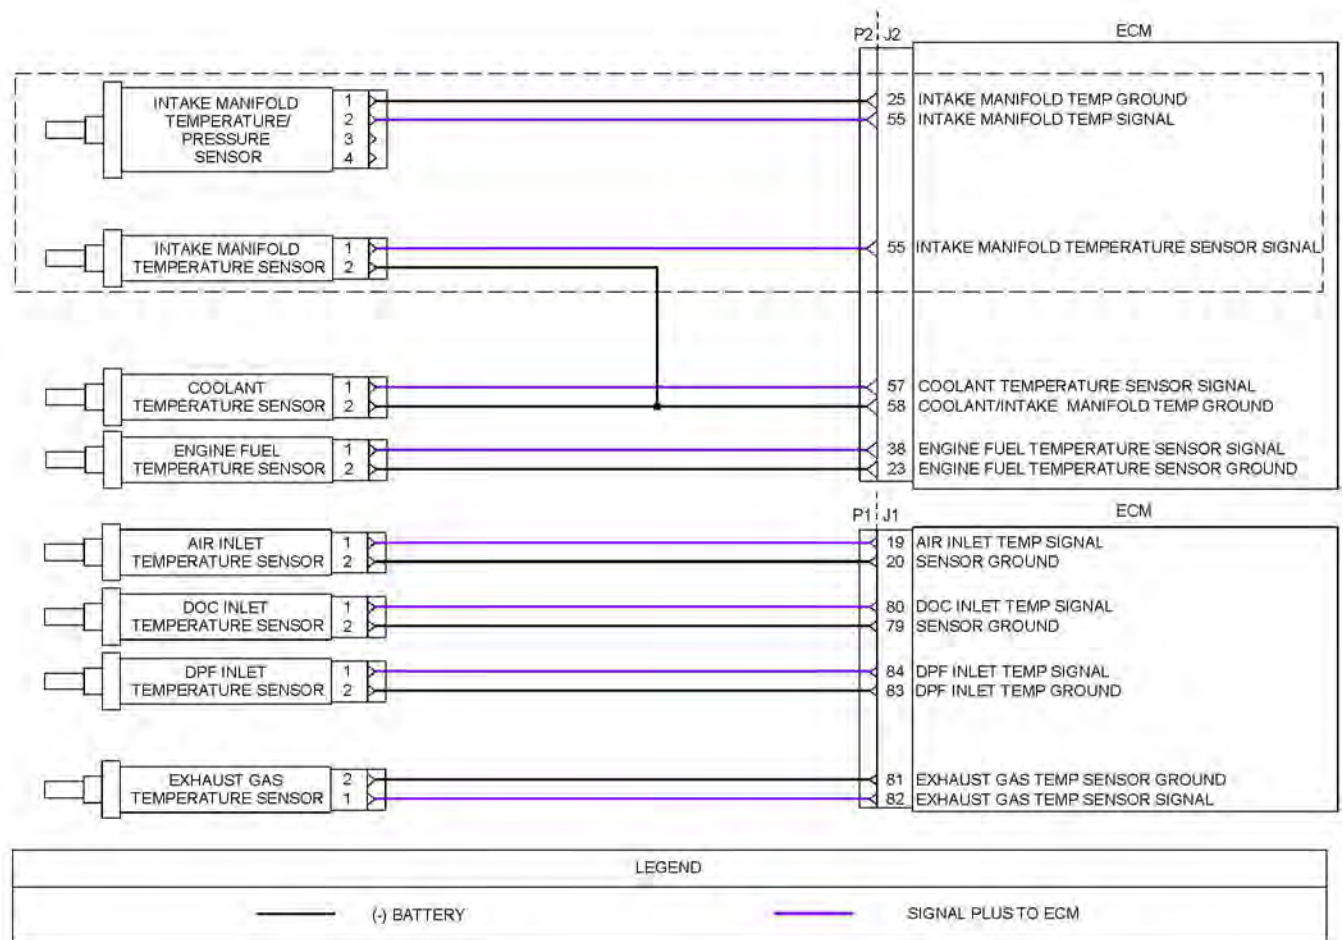 P2 J2 ECM
INTAKE MANIFOLD 1 25 INTAKE MANIFOLD TEMP GROUND
TEMPERATURE/ 2 55 INTAKE MANIFOLD TEMP SIGNAL
PRESSURE 3
SENSOR 4
INTAKE MANIFOLD 1 55 INTAKE MANIFOLD TEMPERATURE SENSOR SIGNAL
TEMPERATURE SENSOR 2
COOLANT 1 57 COOLANT TEMPERATURE SENSOR SIGNAL
TEMPERATURE SENSOR 2 58 COOLANT/INTAKE MANIFOLD TEMP GROUND
ENGINE FUEL 1 38 ENGINE FUEL TEMPERATURE SENSOR SIGNAL
TEMPERATURE SENSOR 2 23 ENGINE FUEL TEMPERATURE SENSOR GROUND
P1 J1 ECM
AIR INLET 1 19 AIR INLET TEMP SIGNAL
TEMPERATURE SENSOR 2 20 SENSOR GROUND
DOC INLET 1 80 DOC INLET TEMP SIGNAL
TEMPERATURE SENSOR 2 79 SENSOR GROUND
DPF INLET 1 84 DPF INLET TEMP SIGNAL
TEMPERATURE SENSOR 2 83 DPF INLET TEMP GROUND
EXHAUST GAS 2 81 EXHAUST GAS TEMP SENSOR GROUND
TEMPERATURE SENSOR 1 82 EXHAUST GAS TEMP SENSOR SIGNAL
LEGEND
(-) BATTERY SIGNAL PLUS TO ECM